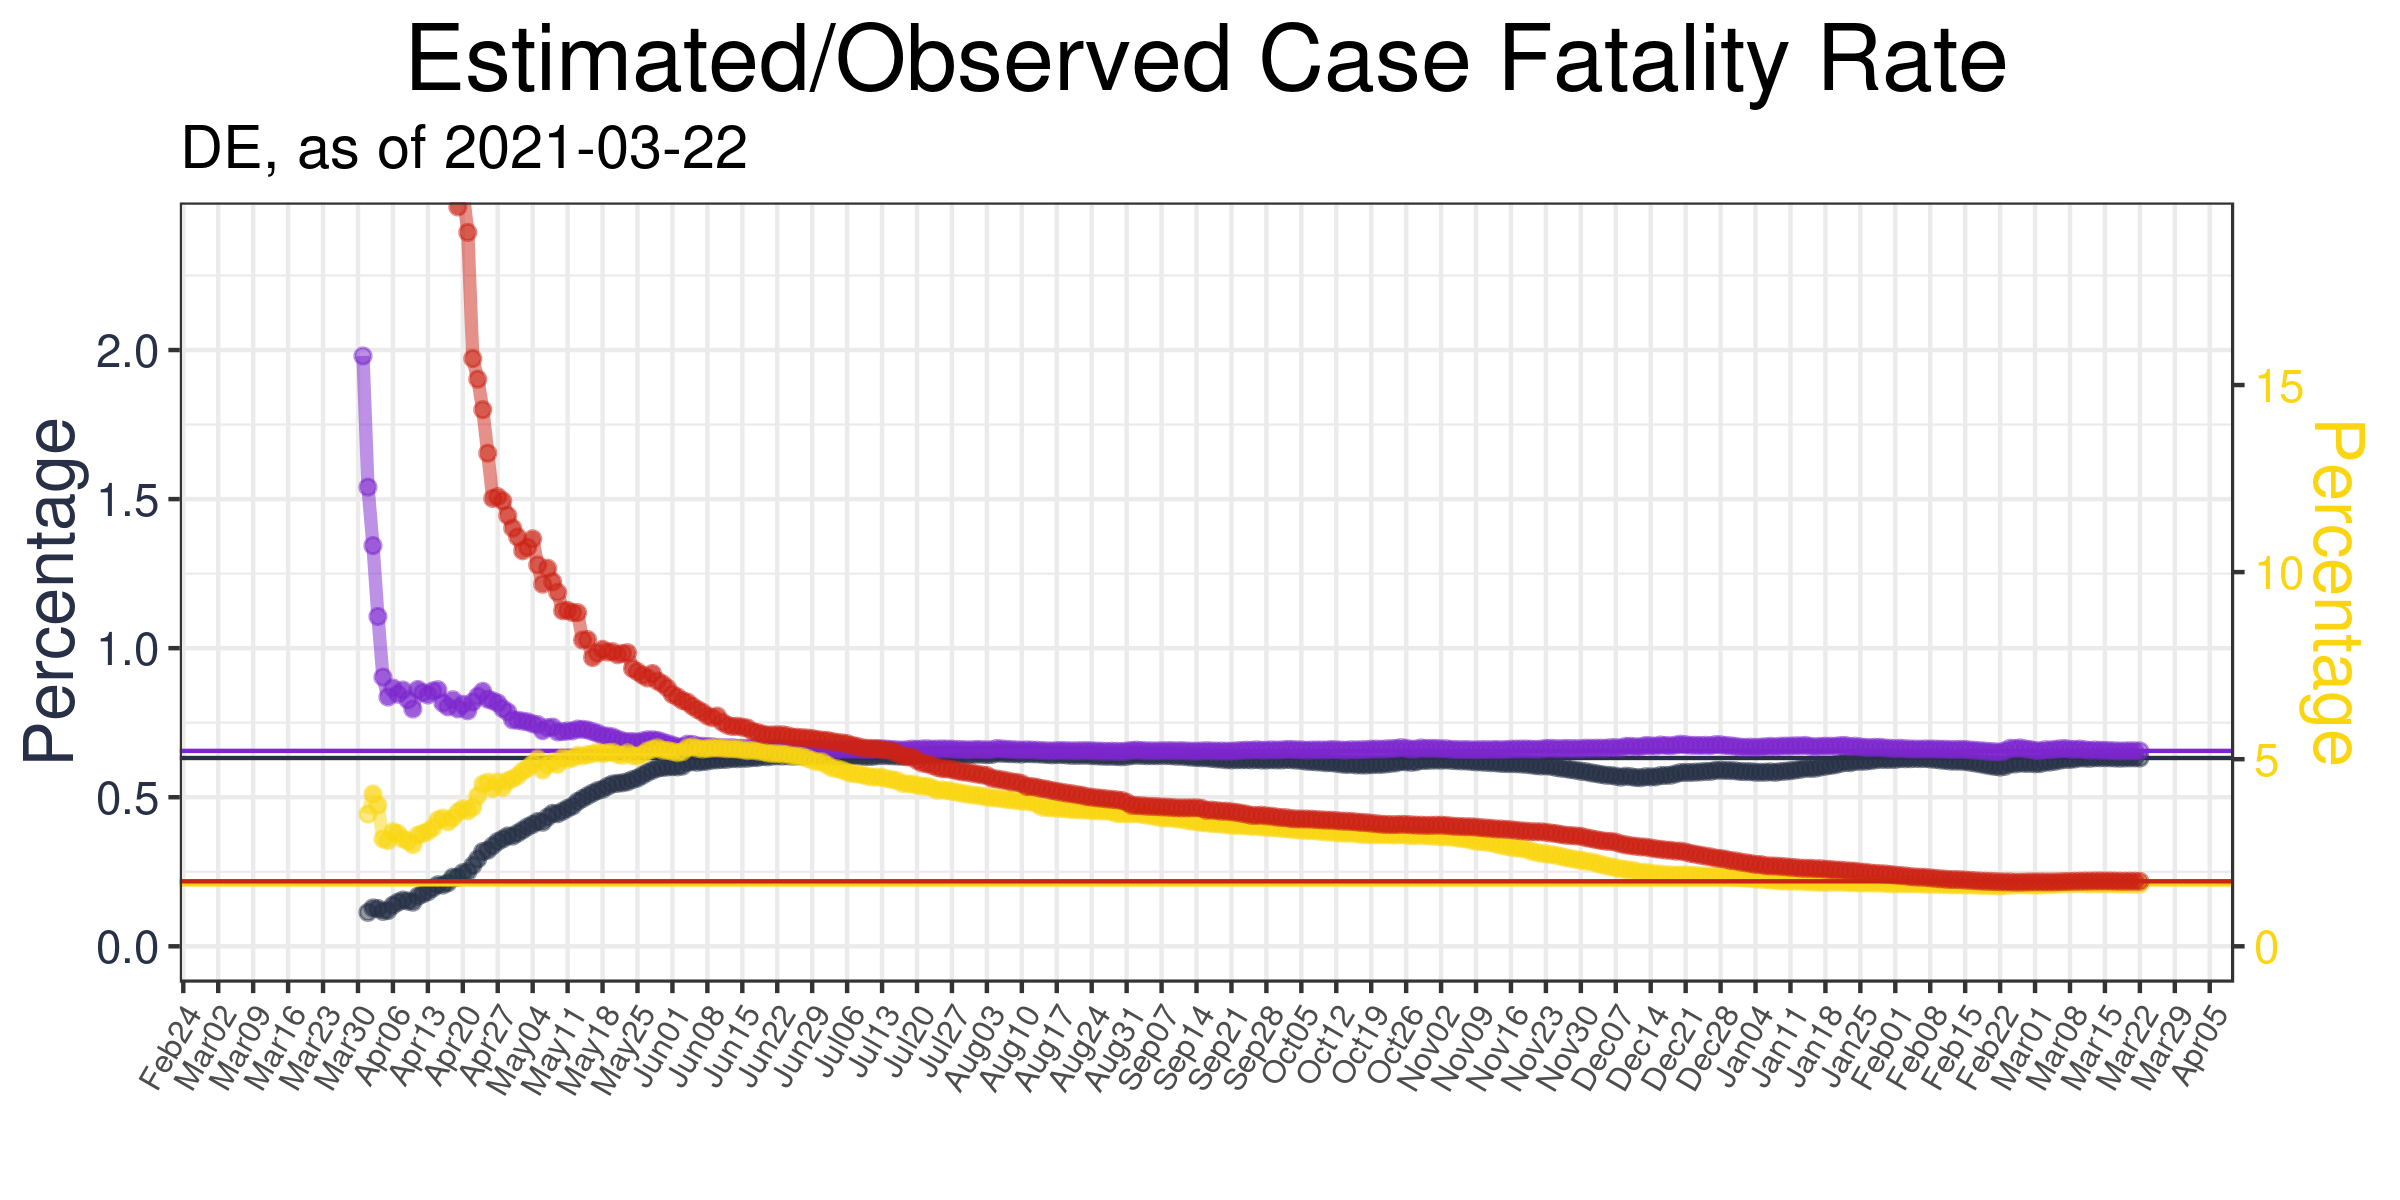 Estimated/Observed Case Fatality Rate
DE, as of 2021-03-22
Percentage
2.0
1.5
1.0
0.5
0.0
15
10
5
0
Percentage
Feb24
Mar02
Mar09
Mar16
Mar23
Mar30
Apr06
Apr13
Apr20
Apr27
May04
May11
May18
May25
Jun01
Jun08
Jun15
Jun22
Jun29
Jul06
Jul13
Jul20
Jul27
Aug03
Aug10
Aug17
Aug24
Aug31
Sep07
Sep14
Sep21
Sep28
Oct05
Oct12
Oct19
Oct26
Nov02
Nov09
Nov16
Nov23
Nov30
Dec07
Dec14
Dec21
Dec28
Jan04
Jan11
Jan18
Jan25
Feb01
Feb08
Feb15
Feb22
Mar01
Mar08
Mar15
Mar22
Mar29
Apr05